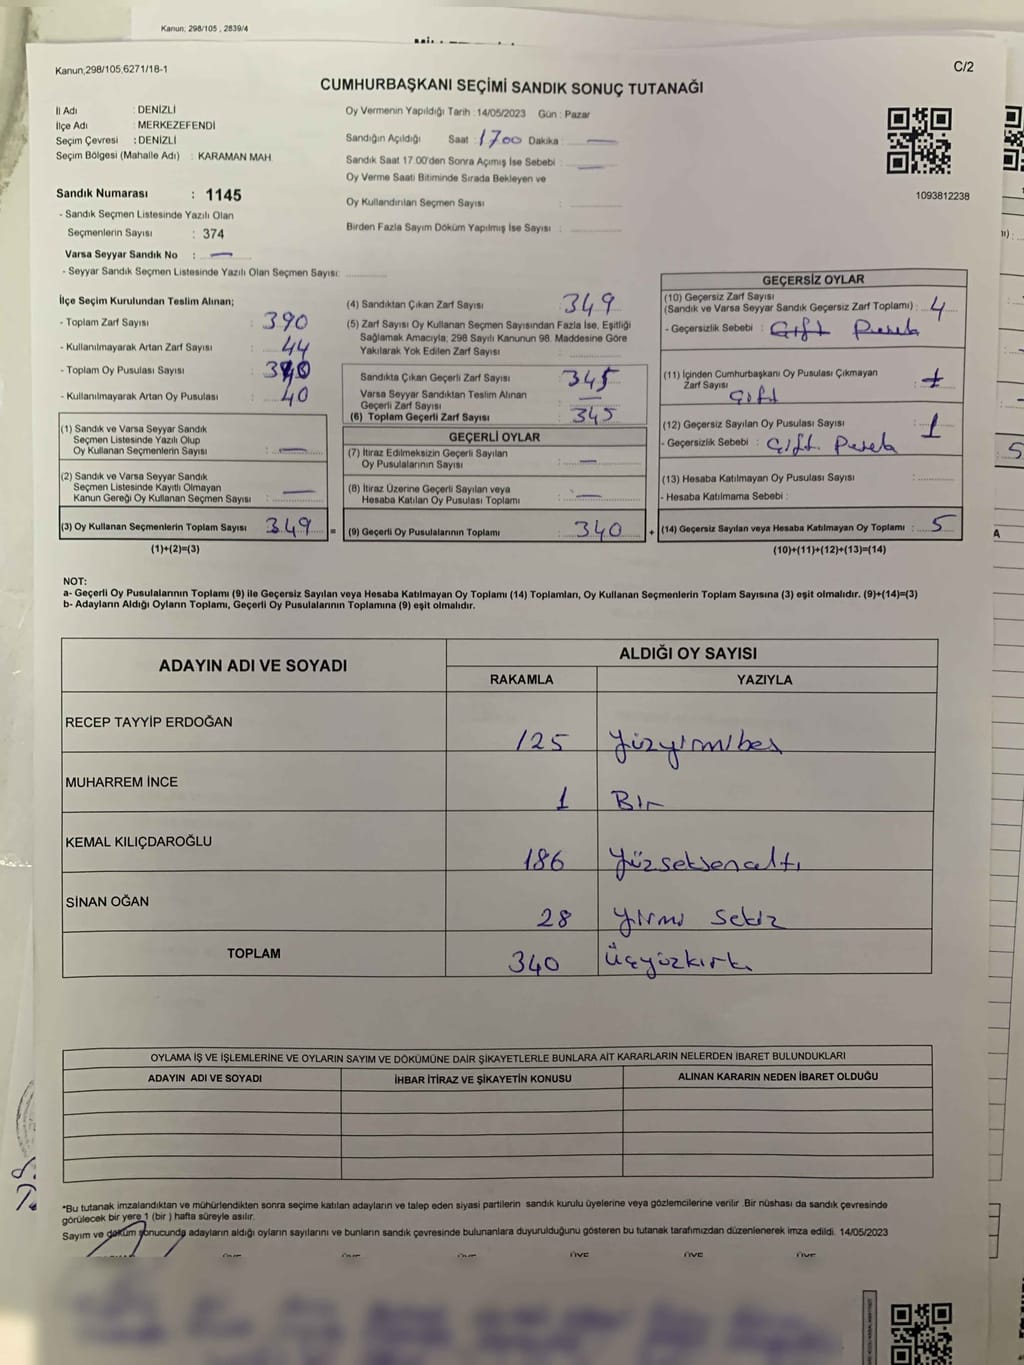 Kanun; 298/105 , 2839/4
Kanun,298/105,6271/18-1
C/2
CUMHURBAŞKANI SEÇİMİ SANDIK SONUÇ TUTANAĞI
İl Adı : DENİZLİ
İlçe Adı : MERKEZEFENDİ
Seçim Çevresi : DENİZLİ
Seçim Bölgesi (Mahalle Adı) : KARAMAN MAH
Sandık Numarası : 1145
- Sandık Seçmen Listesinde Yazılı Olan
Seçmenlerin Sayısı : 374
Varsa Seyyar Sandık No : —
- Seyyar Sandık Seçmen Listesinde Yazılı Olan Seçmen Sayısı:
Oy Vermenin Yapıldığı Tarih : 14/05/2023 Gün : Pazar
Sandığın Açıldığı Saat : 1700 Dakika : —
Sandık Saat 17.00'den Sonra Açımış İse Sebebi : —
Oy Verme Saati Bitiminde Sırada Bekleyen ve
Oy Kullandırılan Seçmen Sayısı :
Birden Fazla Sayım Döküm Yapılmış İse Sayısı :
1093812238
İlçe Seçim Kurulundan Teslim Alınan;
- Toplam Zarf Sayısı : 390
- Kullanılmayarak Artan Zarf Sayısı : 44
- Toplam Oy Pusulası Sayısı :
- Kullanılmayarak Artan Oy Pusulası : 40
(1) Sandık ve Varsa Seyyar Sandık
Seçmen Listesinde Yazılı Olup
Oy Kullanan Seçmenlerin Sayısı : —
(2) Sandık ve Varsa Seyyar Sandık
Seçmen Listesinde Kayıtlı Olmayan
Kanun Gereği Oy Kullanan Seçmen Sayısı : —
(3) Oy Kullanan Seçmenlerin Toplam Sayısı 349
(1)+(2)=(3)
(4) Sandıktan Çıkan Zarf Sayısı : 349
(5) Zarf Sayısı Oy Kullanan Seçmen Sayısından Fazla İse, Eşitliği
Sağlamak Amacıyla; 298 Sayılı Kanunun 98. Maddesine Göre
Yakılarak Yok Edilen Zarf Sayısı :
Sandıkta Çıkan Geçerli Zarf Sayısı : 345
Varsa Seyyar Sandıktan Teslim Alınan
Geçerli Zarf Sayısı : —
(6) Toplam Geçerli Zarf Sayısı : 345
GEÇERLİ OYLAR
(7) İtiraz Edilmeksizin Geçerli Sayılan
Oy Pusulalarının Sayısı : —
(8) İtiraz Üzerine Geçerli Sayılan veya
Hesaba Katılan Oy Pusulası Toplamı : —
= (9) Geçerli Oy Pusulalarının Toplamı : 340
GEÇERSİZ OYLAR
(10) Geçersiz Zarf Sayısı
(Sandık ve Varsa Seyyar Sandık Geçersiz Zarf Toplamı) : 4
- Geçersizlik Sebebi : Çift Pusula
(11) İçinden Cumhurbaşkanı Oy Pusulası Çıkmayan
Zarf Sayısı :
Çift
(12) Geçersiz Sayılan Oy Pusulası Sayısı : 1
- Geçersizlik Sebebi : Çift Pusula
(13) Hesaba Katılmayan Oy Pusulası Sayısı :
- Hesaba Katılmama Sebebi :
+ (14) Geçersiz Sayılan veya Hesaba Katılmayan Oy Toplamı : 5
(10)+(11)+(12)+(13)=(14)
NOT:
a- Geçerli Oy Pusulalarının Toplamı (9) ile Geçersiz Sayılan veya Hesaba Katılmayan Oy Toplamı (14) Toplamları, Oy Kullanan Seçmenlerin Toplam Sayısına (3) eşit olmalıdır. (9)+(14)=(3)
b- Adayların Aldığı Oyların Toplamı, Geçerli Oy Pusulalarının Toplamına (9) eşit olmalıdır.
ADAYIN ADI VE SOYADI
ALDIĞI OY SAYISI
RAKAMLA YAZIYLA
RECEP TAYYİP ERDOĞAN 125 Yüzyirmibeş
MUHARREM İNCE 1 Bir
KEMAL KILIÇDAROĞLU 186 Yüzseksenaltı
SİNAN OĞAN 28 Yirmi sekiz
TOPLAM 340 Üçyüzkırk
OYLAMA İŞ VE İŞLEMLERİNE VE OYLARIN SAYIM VE DÖKÜMÜNE DAİR ŞİKAYETLERLE BUNLARA AİT KARARLARIN NELERDEN İBARET BULUNDUKLARI
ADAYIN ADI VE SOYADI İHBAR İTİRAZ VE ŞİKAYETİN KONUSU ALINAN KARARIN NEDEN İBARET OLDUĞU
*Bu tutanak imzalandıktan ve mühürlendikten sonra seçime katılan adayların ve talep eden siyasi partilerin sandık kurulu üyelerine veya gözlemcilerine verilir .Bir nüshası da sandık çevresinde
görülecek bir yere 1 (bir ) hafta süreyle asılır.
Sayım ve döküm sonucunda adayların aldığı oyların sayılarını ve bunların sandık çevresinde bulunanlara duyurulduğunu gösteren bu tutanak tarafımızdan düzenlenerek imza edildi. 14/05/2023